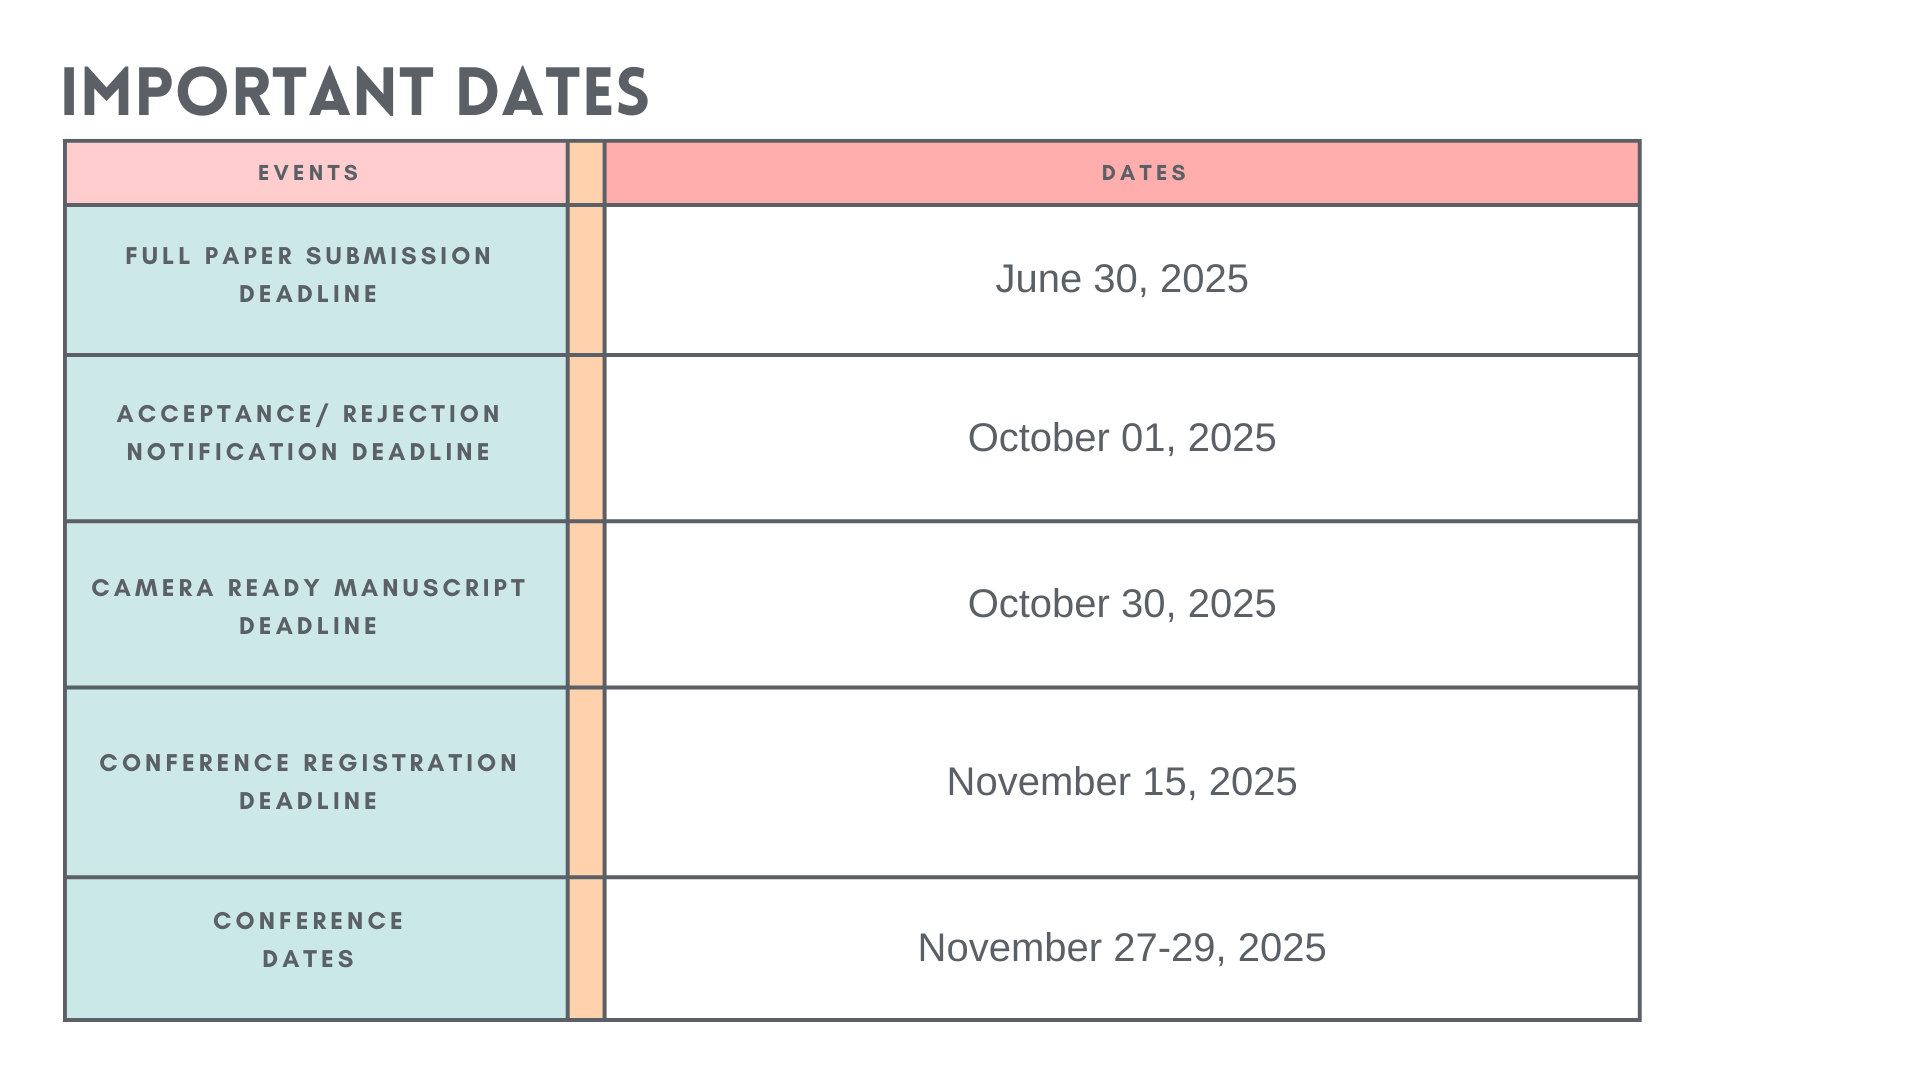 IMPORTANT DATES
EVENTS
DATES
FULL PAPER SUBMISSION
DEADLINE
June 30, 2025
ACCEPTANCE/ REJECTION
NOTIFICATION DEADLINE
October 01, 2025
CAMERA READY MANUSCRIPT
DEADLINE
October 30, 2025
CONFERENCE REGISTRATION
DEADLINE
November 15, 2025
CONFERENCE
DATES
November 27-29, 2025